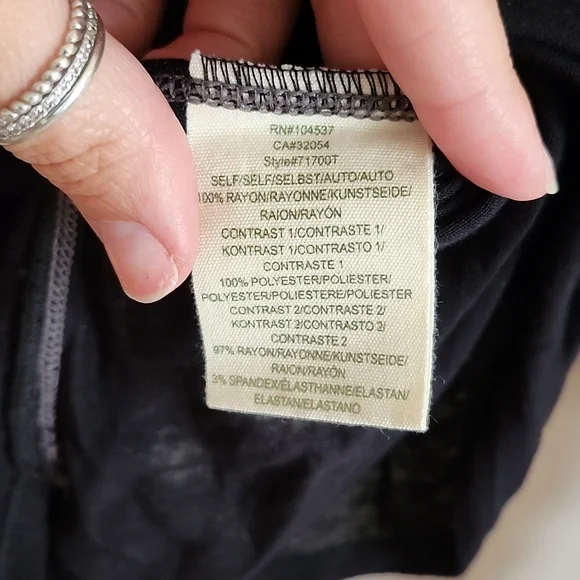 RN#104537
CA#32054
Style#71700T
SELF/SELF/SELBST/AUTO/AUTO
100% RAYON/RAYONNE/KUNSTSEIDE/
RAION/RAYÓN
CONTRAST 1/CONTRASTE 1/
KONTRAST 1/CONTRASTO 1/
CONTRASTE 1
100% POLYESTER/POLIESTER/
POLYESTER/POLIESTERE/POLIESTER
CONTRAST 2/CONTRASTE 2/
KONTRAST 2/CONTRASTO 2/
CONTRASTE 2
97% RAYON/RAYONNE/KUNSTSEIDE/
RAION/RAYÓN
3% SPANDEX/ÉLASTHANNE/ELASTAN/
ELASTAN/ELASTANO